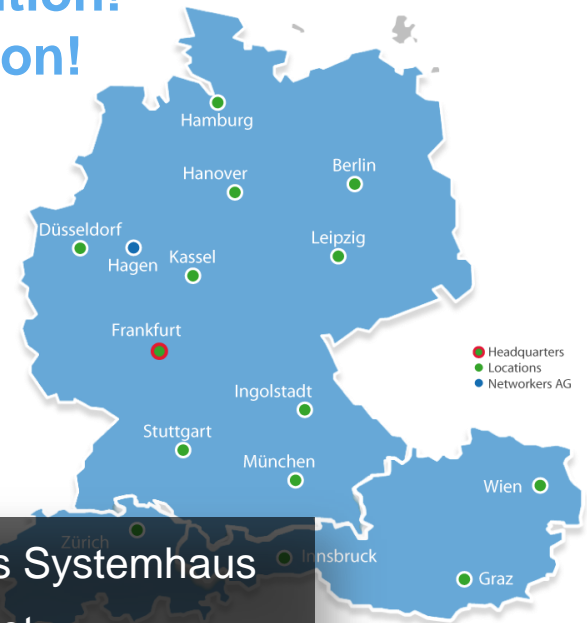 on!
Hamburg
Hanover
Berlin
Düsseldorf
Hagen
Kassel
Leipzig
Frankfurt
Headquarters
Locations
Networkers AG
Ingolstadt
Stuttgart
München
Wien
Zürich
Systemhaus
Innsbruck
Graz